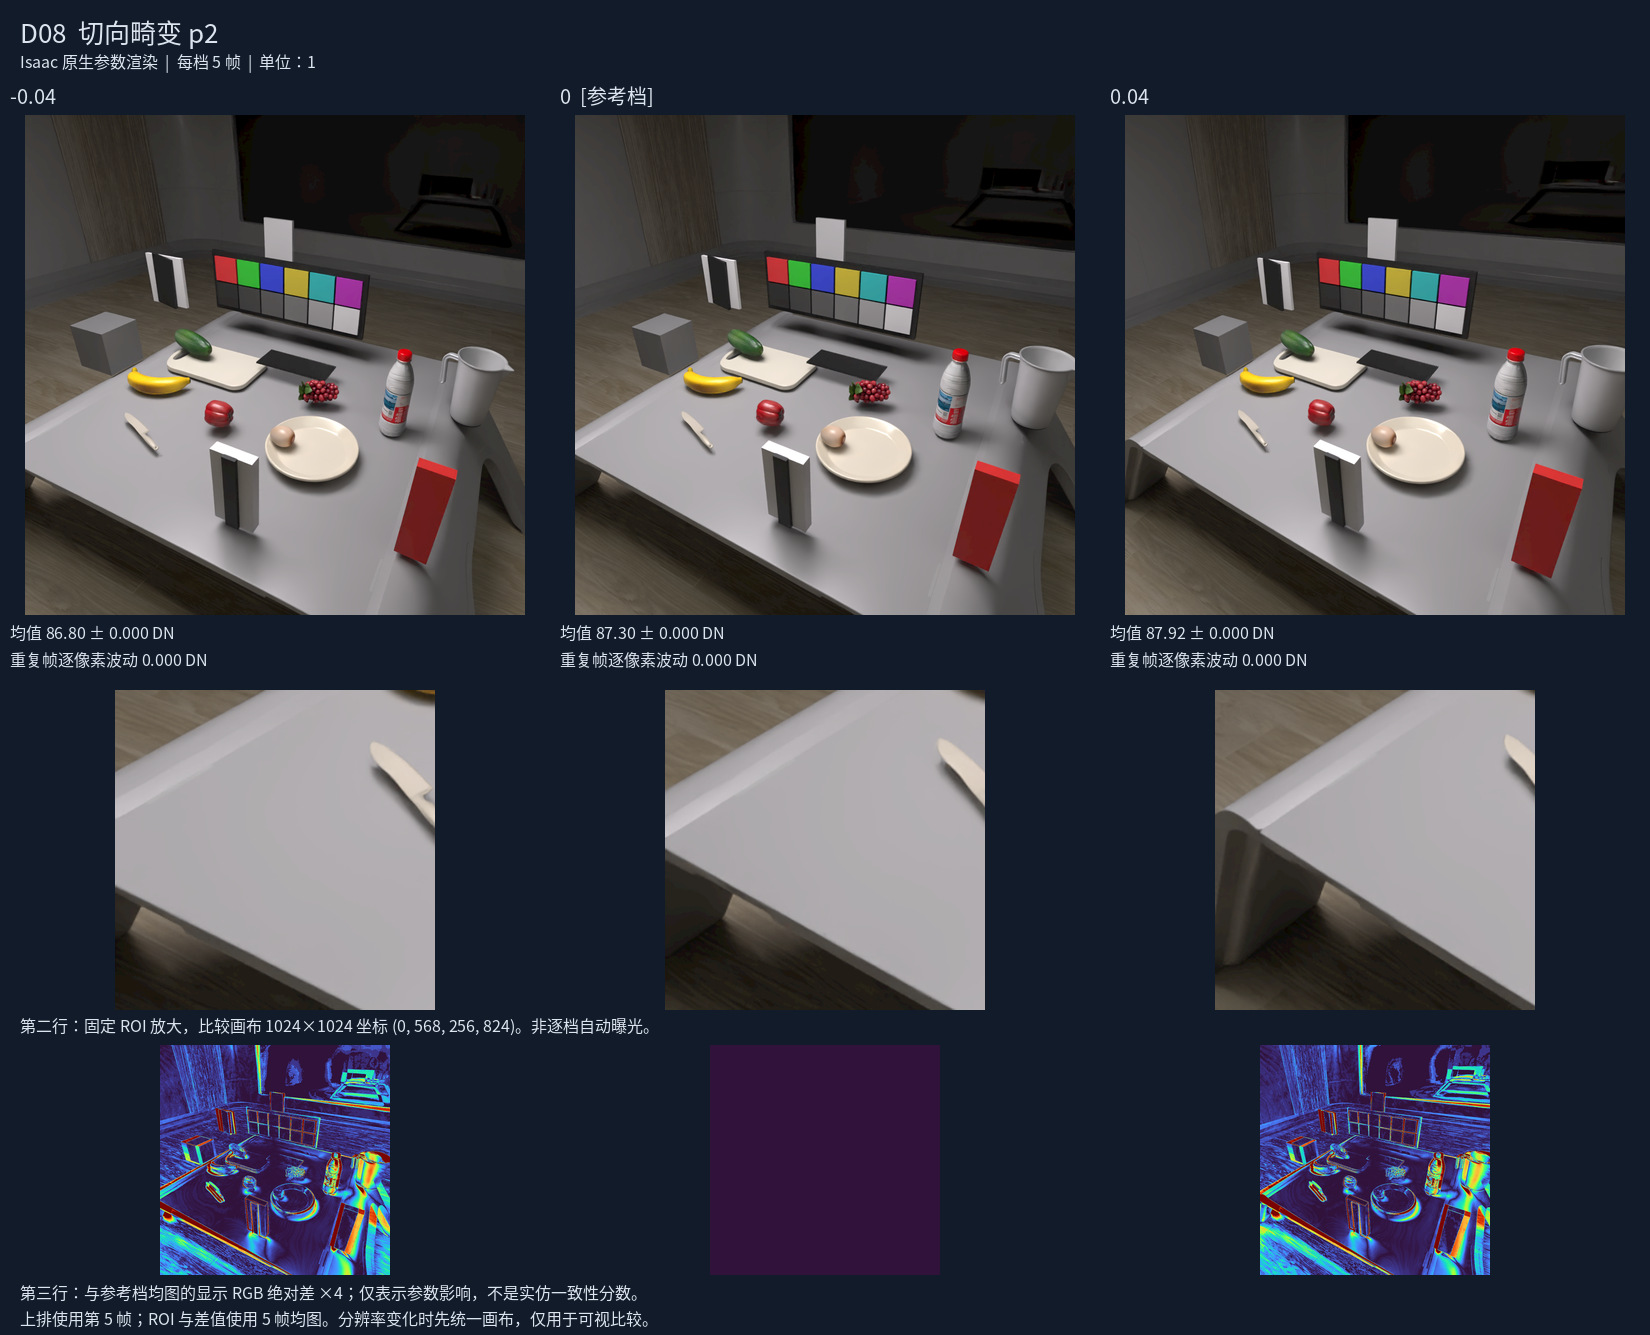 D08 切向畸变 p2
Isaac 原生参数渲染 | 每档 5 帧 | 单位：1
-0.04
0 [参考档]
0.04
均值 86.80 ± 0.000 DN
重复帧逐像素波动 0.000 DN
均值 87.30 ± 0.000 DN
重复帧逐像素波动 0.000 DN
均值 87.92 ± 0.000 DN
重复帧逐像素波动 0.000 DN
第二行：固定 ROI 放大，比较画布 1024×1024 坐标 (0, 568, 256, 824)。非逐档自动曝光。
第三行：与参考档均图的显示 RGB 绝对差 ×4；仅表示参数影响，不是实仿一致性分数。
上排使用第 5 帧；ROI 与差值使用 5 帧均图。分辨率变化时先统一画布，仅用于可视比较。